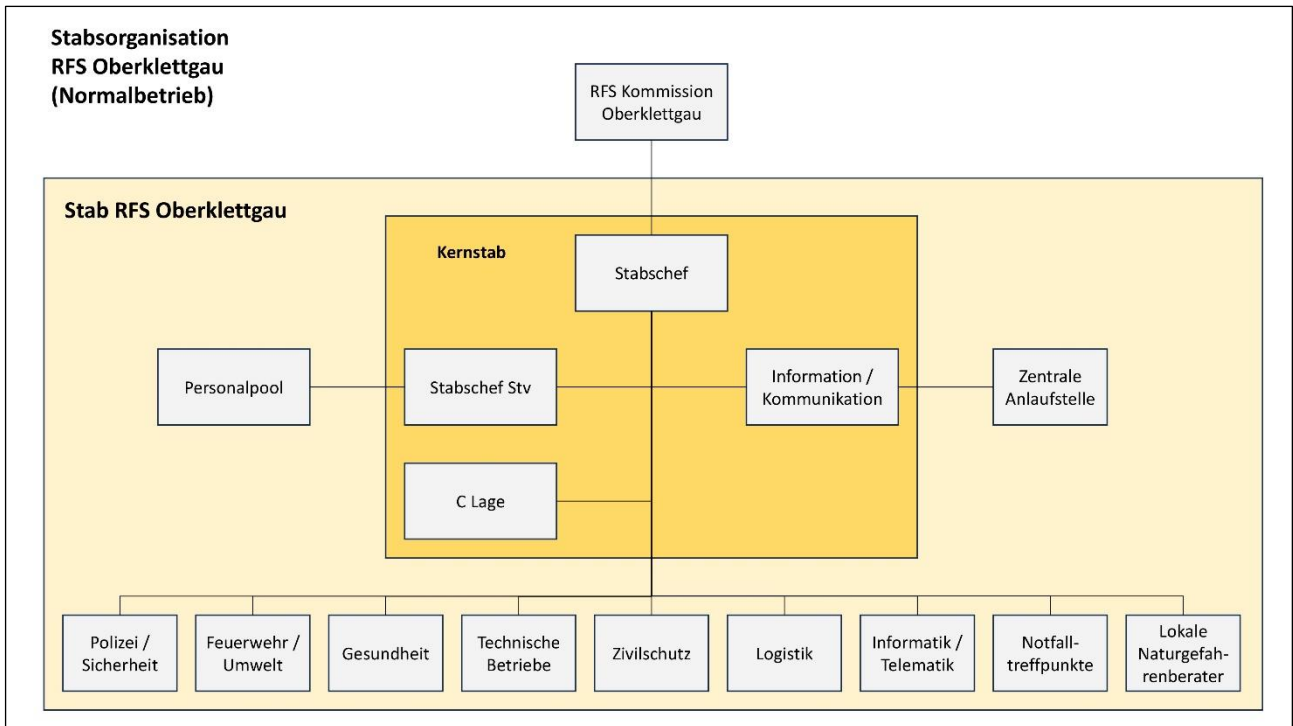 Stabsorganisation
RFS Oberklettgau
(Normalbetrieb)
RFS Kommission
Oberklettgau
Stab RFS Oberklettgau
Kernstab
Stabschef
Personalpool
Stabschef Stv
Information /
Kommunikation
Zentrale
Anlaufstelle
C Lage
Polizei /
Sicherheit
Feuerwehr /
Umwelt
Gesundheit
Technische
Betriebe
Zivilschutz
Logistik
Informatik /
Telematik
Notfall-
treffpunkte
Lokale
Naturgefah-
renberater